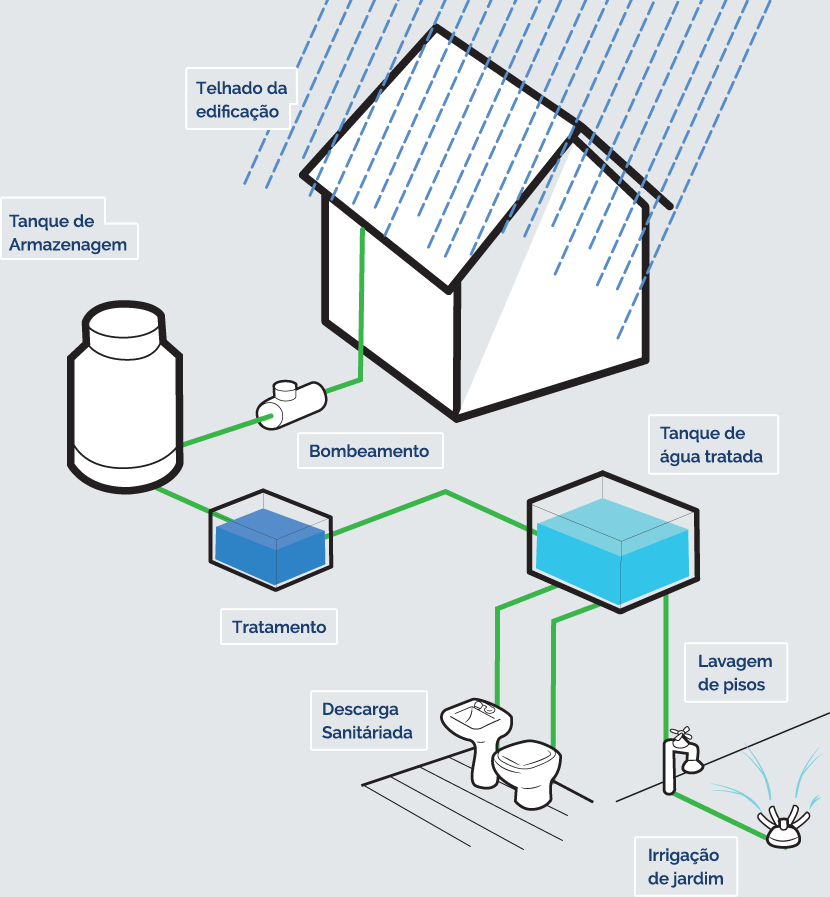 Telhado da
edificação
Tanque de
Armazenagem
Bombeamento
Tanque de
água tratada
Tratamento
Lavagem
de pisos
Descarga
Sanitáriada
Irrigação
de jardim